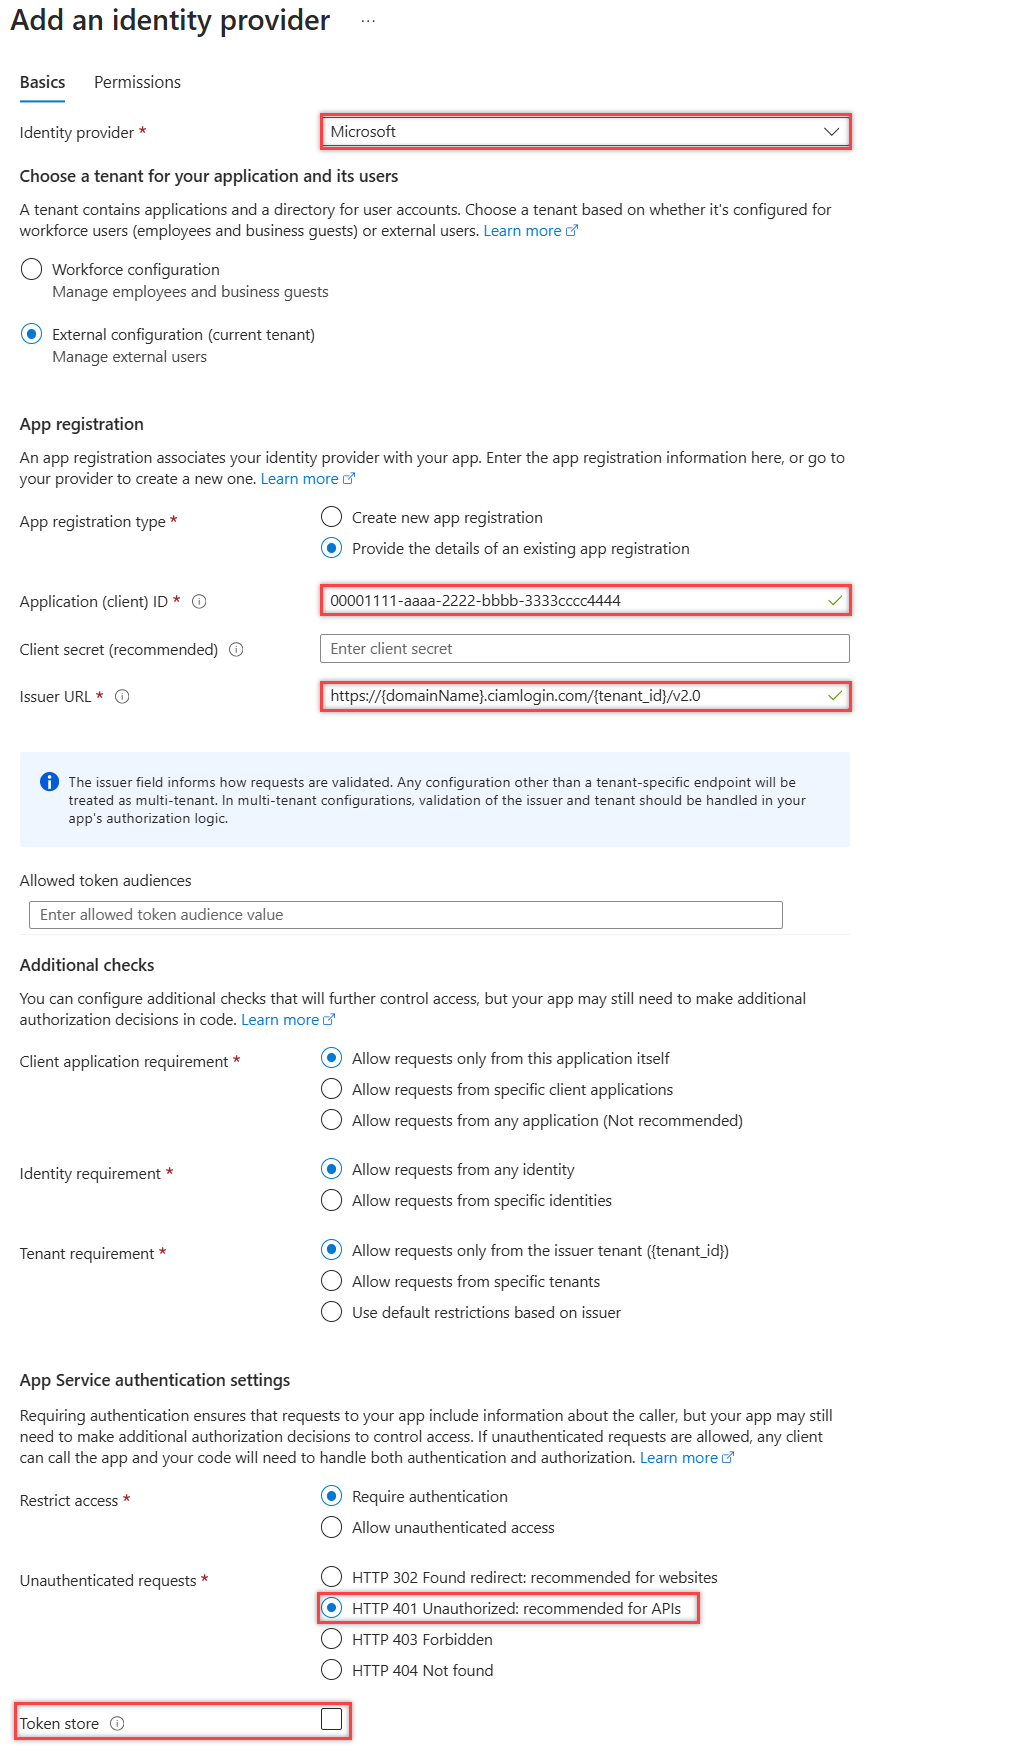 Add an identity provider ...
Basics Permissions
Identity provider * Microsoft
Choose a tenant for your application and its users
A tenant contains applications and a directory for user accounts. Choose a tenant based on whether it's configured for
workforce users (employees and business guests) or external users. Learn more
Workforce configuration
Manage employees and business guests
External configuration (current tenant)
Manage external users
App registration
An app registration associates your identity provider with your app. Enter the app registration information here, or go to
your provider to create a new one. Learn more
App registration type *
Create new app registration
Provide the details of an existing app registration
Application (client) ID * 00001111-aaaa-2222-bbbb-3333cccc4444
Client secret (recommended) Enter client secret
Issuer URL * https://{domainName}.ciamlogin.com/{tenant_id}/v2.0
The issuer field informs how requests are validated. Any configuration other than a tenant-specific endpoint will be
treated as multi-tenant. In multi-tenant configurations, validation of the issuer and tenant should be handled in your
app's authorization logic.
Allowed token audiences
Enter allowed token audience value
Additional checks
You can configure additional checks that will further control access, but your app may still need to make additional
authorization decisions in code. Learn more
Client application requirement *
Allow requests only from this application itself
Allow requests from specific client applications
Allow requests from any application (Not recommended)
Identity requirement *
Allow requests from any identity
Allow requests from specific identities
Tenant requirement *
Allow requests only from the issuer tenant ({tenant_id})
Allow requests from specific tenants
Use default restrictions based on issuer
App Service authentication settings
Requiring authentication ensures that requests to your app include information about the caller, but your app may still
need to make additional authorization decisions to control access. If unauthenticated requests are allowed, any client
can call the app and your code will need to handle both authentication and authorization. Learn more
Restrict access *
Require authentication
Allow unauthenticated access
Unauthenticated requests *
HTTP 302 Found redirect: recommended for websites
HTTP 401 Unauthorized: recommended for APIs
HTTP 403 Forbidden
HTTP 404 Not found
Token store